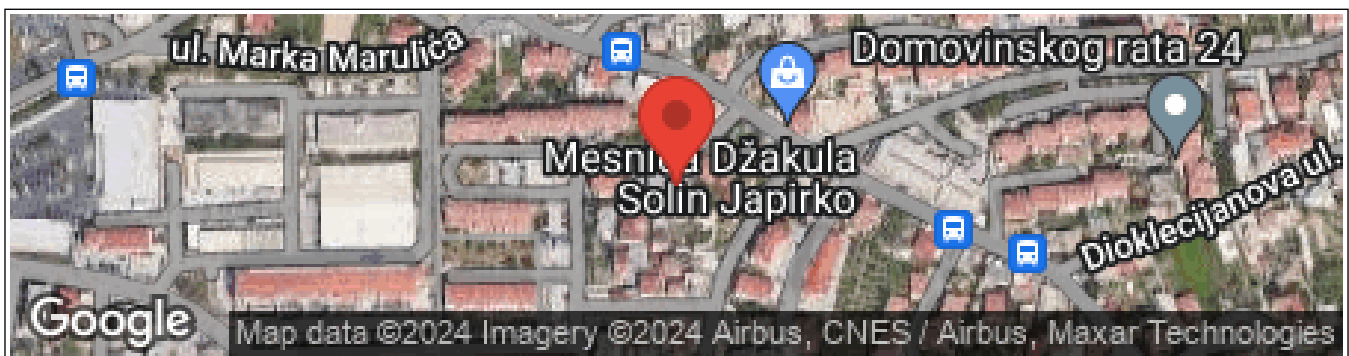 ul. Marka Marulića
Domovinskog rata 24
Mesnica Džakula
Solin Japirko
Dioklecijanova ul.
Google
Map data ©2024 Imagery ©2024 Airbus, CNES / Airbus, Maxar Technologies